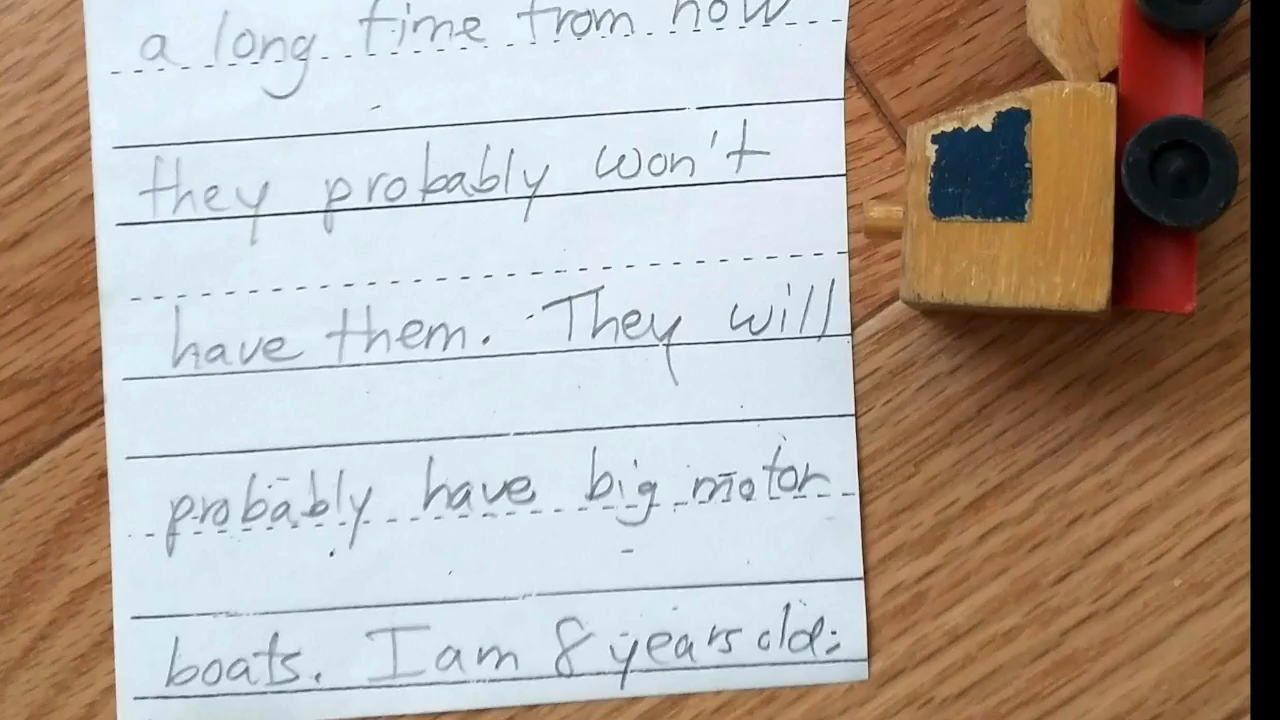 a long time from now
they probably won't
have them. They will
probably have big motor
boats. I am 8 years old.